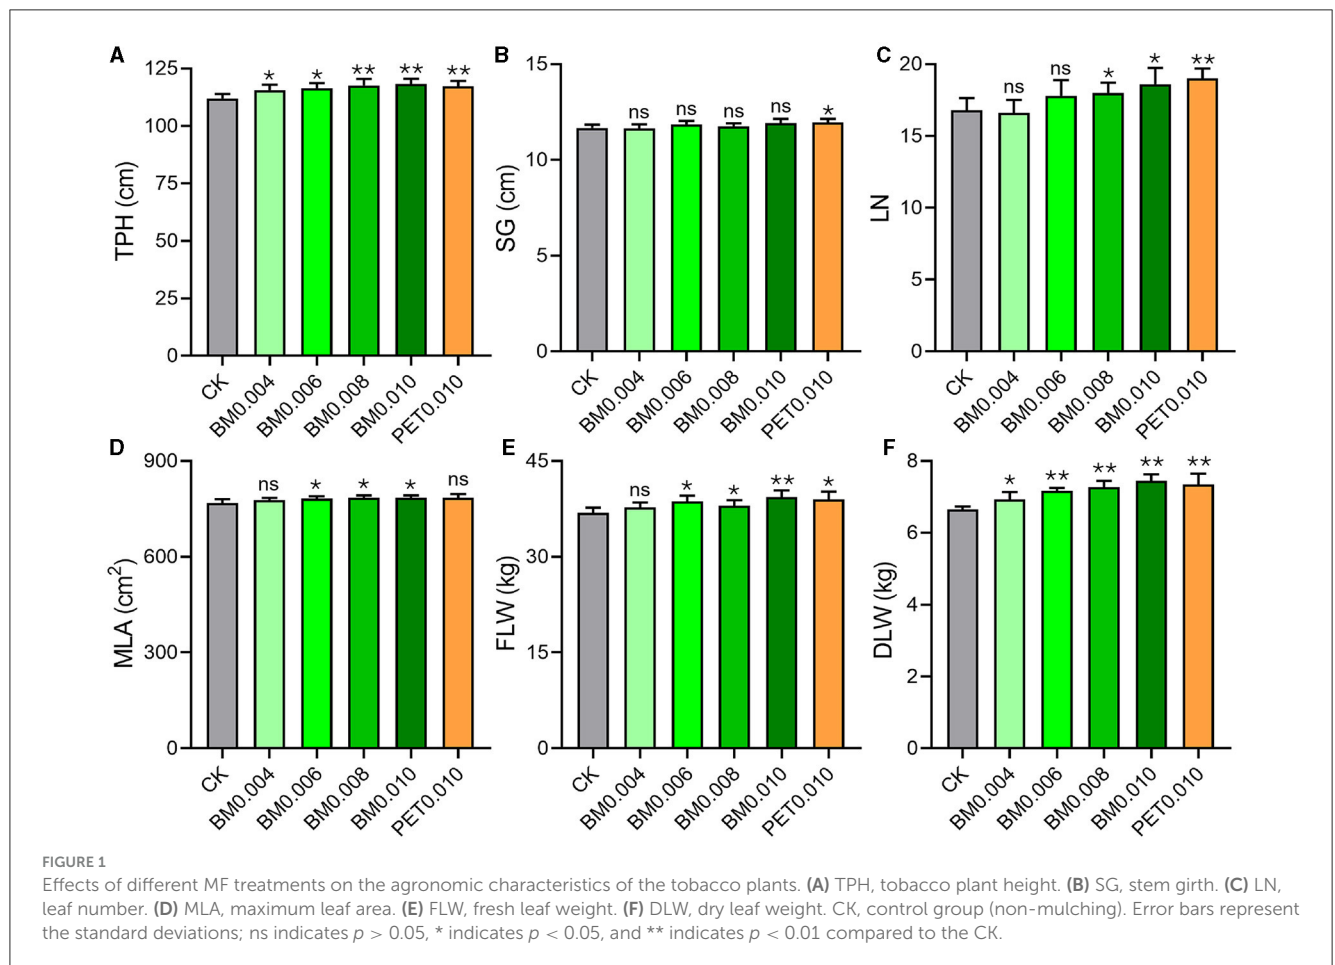 A
TPH (cm)
125
100
75
50
25
0
* * ** ** **
CK BM0.004 BM0.006 BM0.008 BM0.010 PET0.010
B
SG (cm)
15
10
5
0
ns ns ns ns *
CK BM0.004 BM0.006 BM0.008 BM0.010 PET0.010
C
LN
20
15
10
5
0
ns ns * * **
CK BM0.004 BM0.006 BM0.008 BM0.010 PET0.010
D
MLA (cm²)
900
600
300
0
ns * * * ns
CK BM0.004 BM0.006 BM0.008 BM0.010 PET0.010
E
FLW (kg)
45
30
15
0
ns * * ** *
CK BM0.004 BM0.006 BM0.008 BM0.010 PET0.010
F
DLW (kg)
8
6
4
2
0
* ** ** ** **
CK BM0.004 BM0.006 BM0.008 BM0.010 PET0.010
FIGURE 1
Effects of different MF treatments on the agronomic characteristics of the tobacco plants. (A) TPH, tobacco plant height. (B) SG, stem girth. (C) LN,
leaf number. (D) MLA, maximum leaf area. (E) FLW, fresh leaf weight. (F) DLW, dry leaf weight. CK, control group (non-mulching). Error bars represent
the standard deviations; ns indicates p > 0.05, * indicates p < 0.05, and ** indicates p < 0.01 compared to the CK.